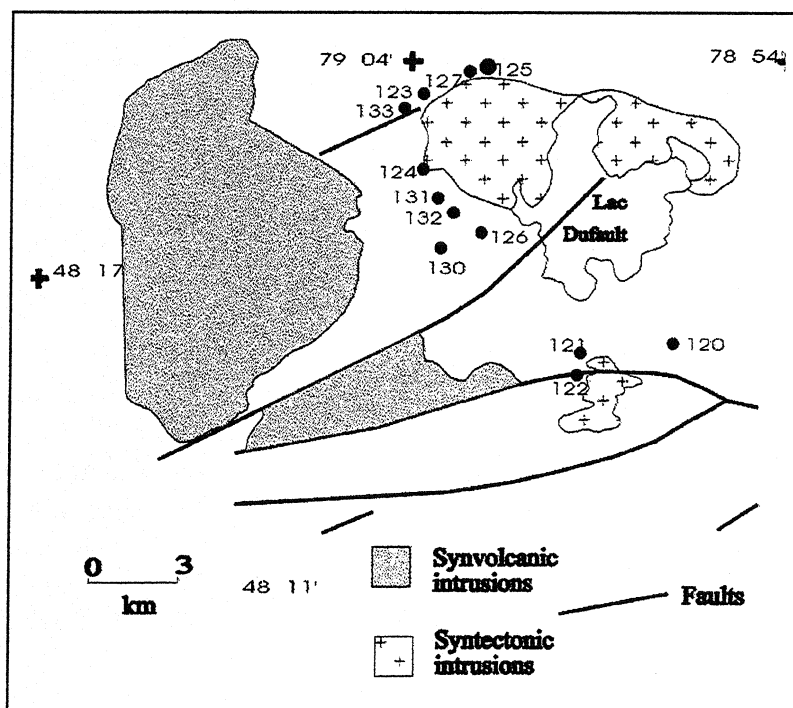 79 04'
78 54'
125
127
123
133
124
131
132
126
130
Lac
Dufault
48 17
121
120
122
0 3
km
48 11'
Synvolcanic
intrusions
Faults
Syntectonic
intrusions